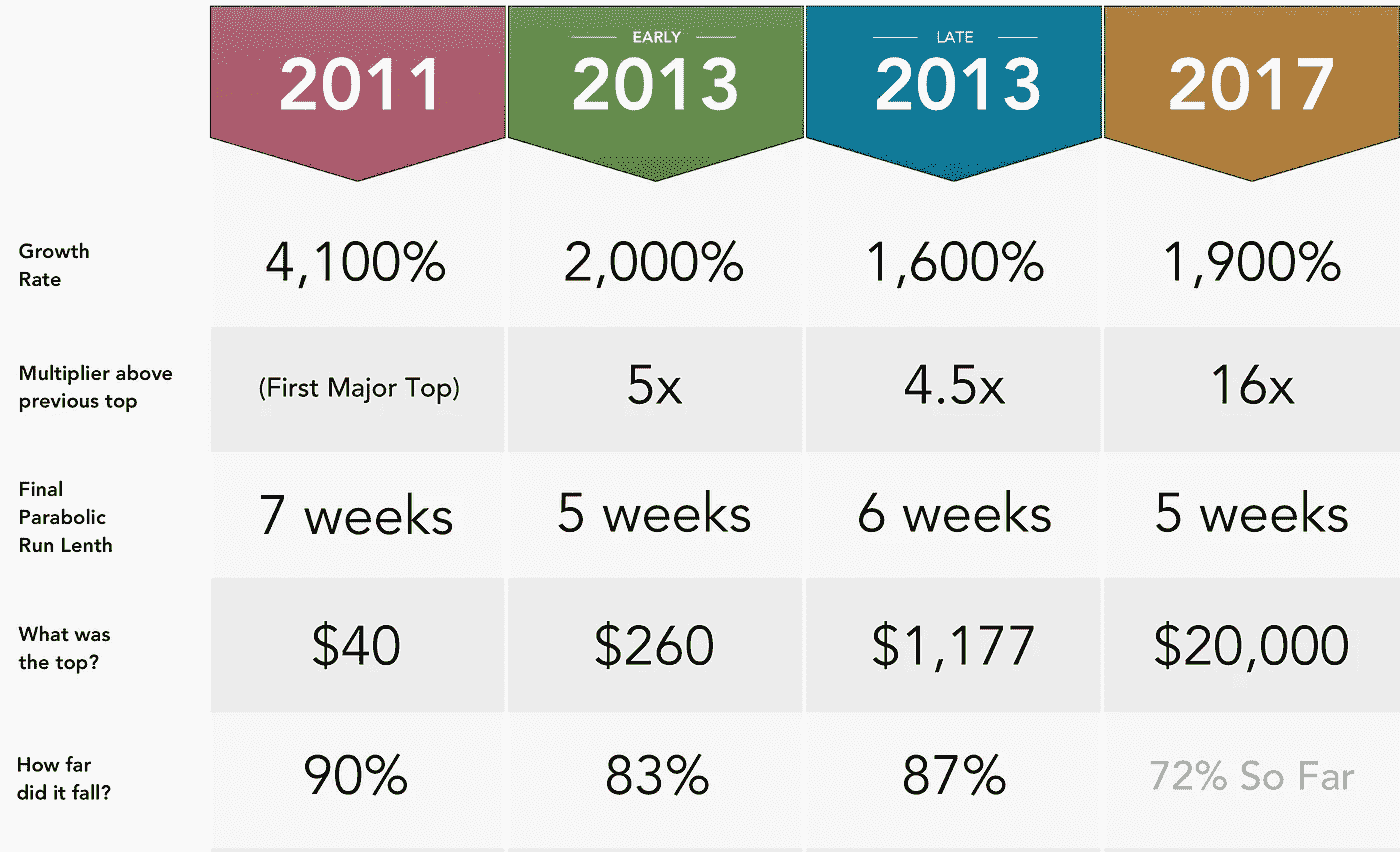 2011
EARLY
2013
LATE
2013
2017
Growth
Rate
4,100%
2,000%
1,600%
1,900%
Multiplier above
previous top
(First Major Top)
5x
4.5x
16x
Final
Parabolic
Run Lenth
7 weeks
5 weeks
6 weeks
5 weeks
What was
the top?
$40
$260
$1,177
$20,000
How far
did it fall?
90%
83%
87%
72% So Far